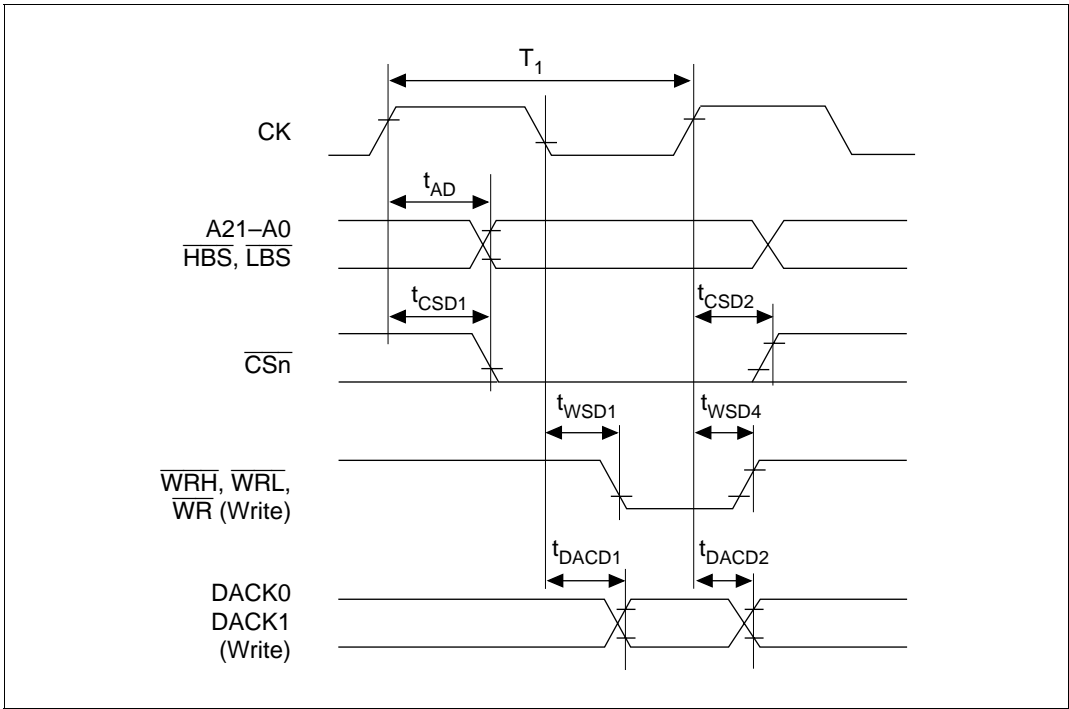 T1
CK
tAD
A21–A0
HBS, LBS
tCSD1
tCSD2
CSn
tWSD1
tWSD4
WRH, WRL,
WR (Write)
tDACD1
tDACD2
DACK0
DACK1
(Write)